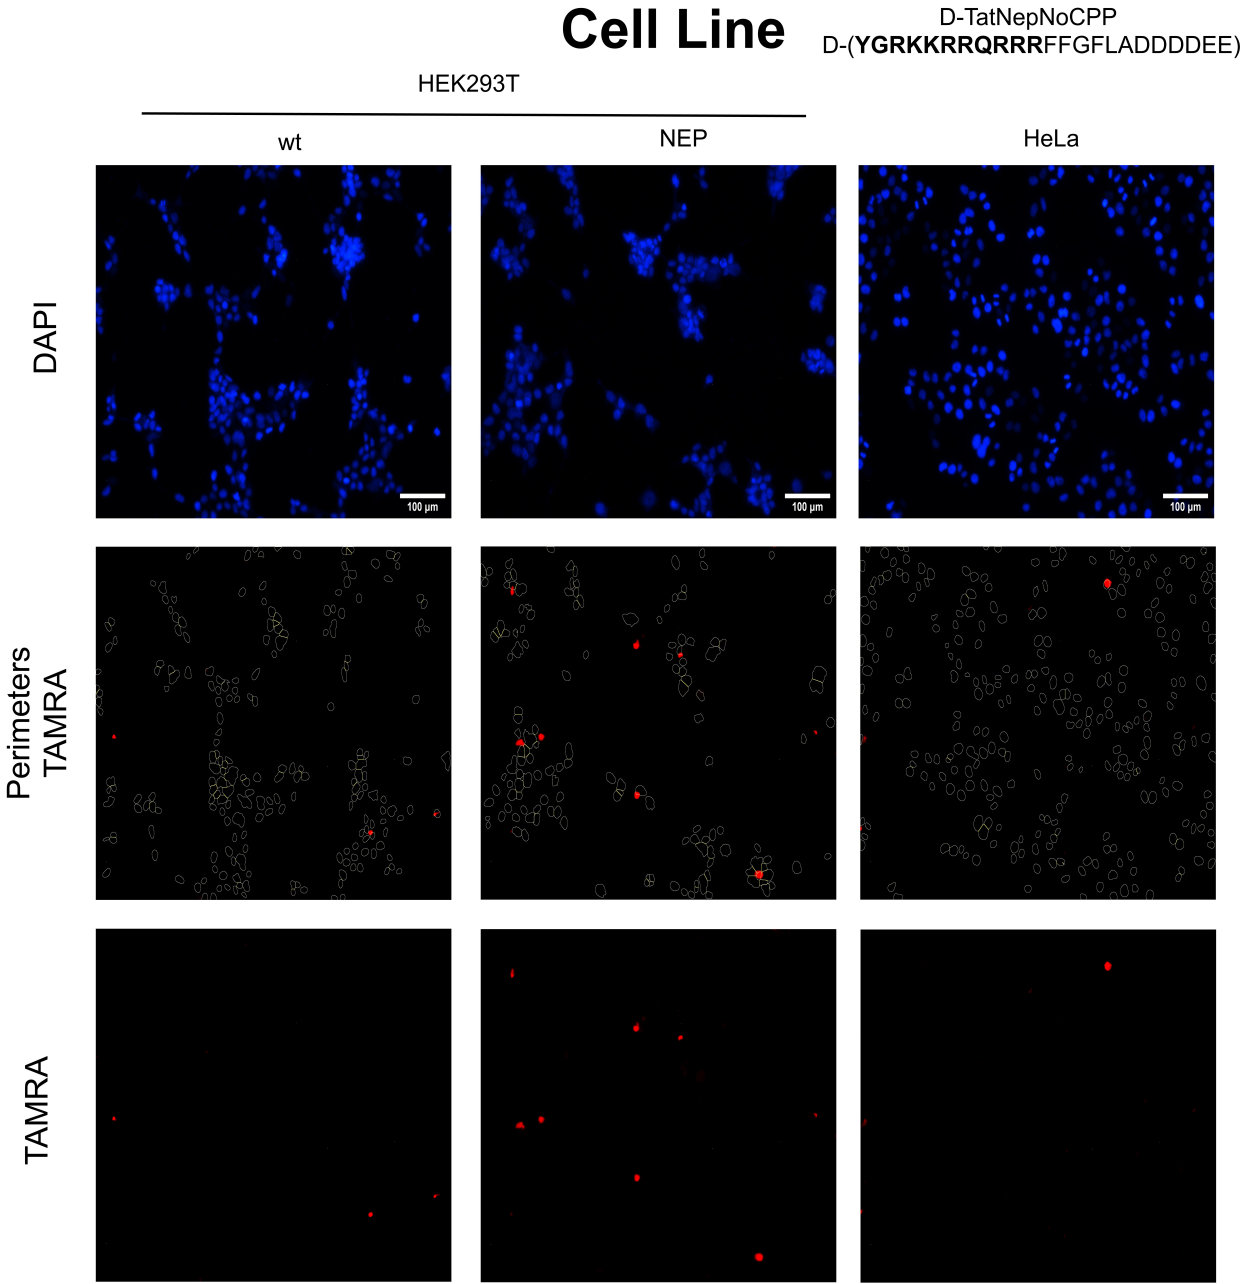 Cell Line
D-TatNepNoCPP
D-(YGRKKRRQRRRFFGFLADDDDEE)
HEK293T
wt
NEP
HeLa
DAPI
100 µm
100 µm
100 µm
Perimeters
TAMRA
TAMRA